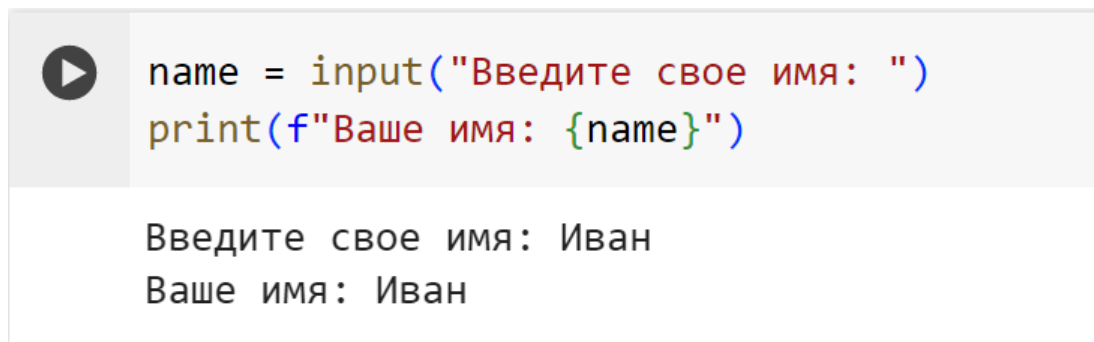 name = input("Введите свое имя: ")
print(f"Ваше имя: {name}")
Введите свое имя: Иван
Ваше имя: Иван